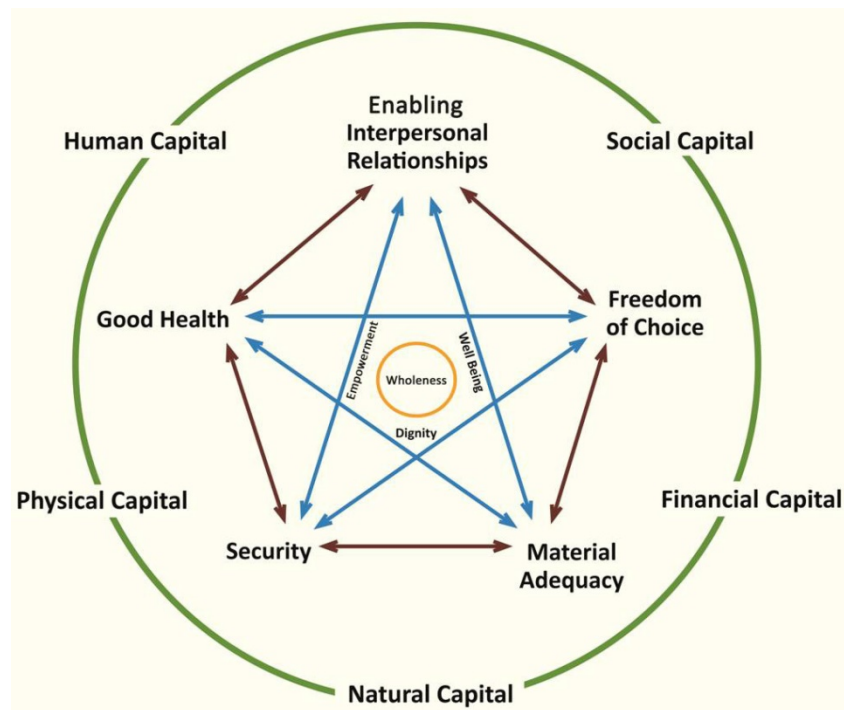 Enabling
Interpersonal
Relationships
Human Capital
Social Capital
Good Health
Freedom
of Choice
Empowerment
Well Being
Wholeness
Dignity
Physical Capital
Financial Capital
Security
Material
Adequacy
Natural Capital